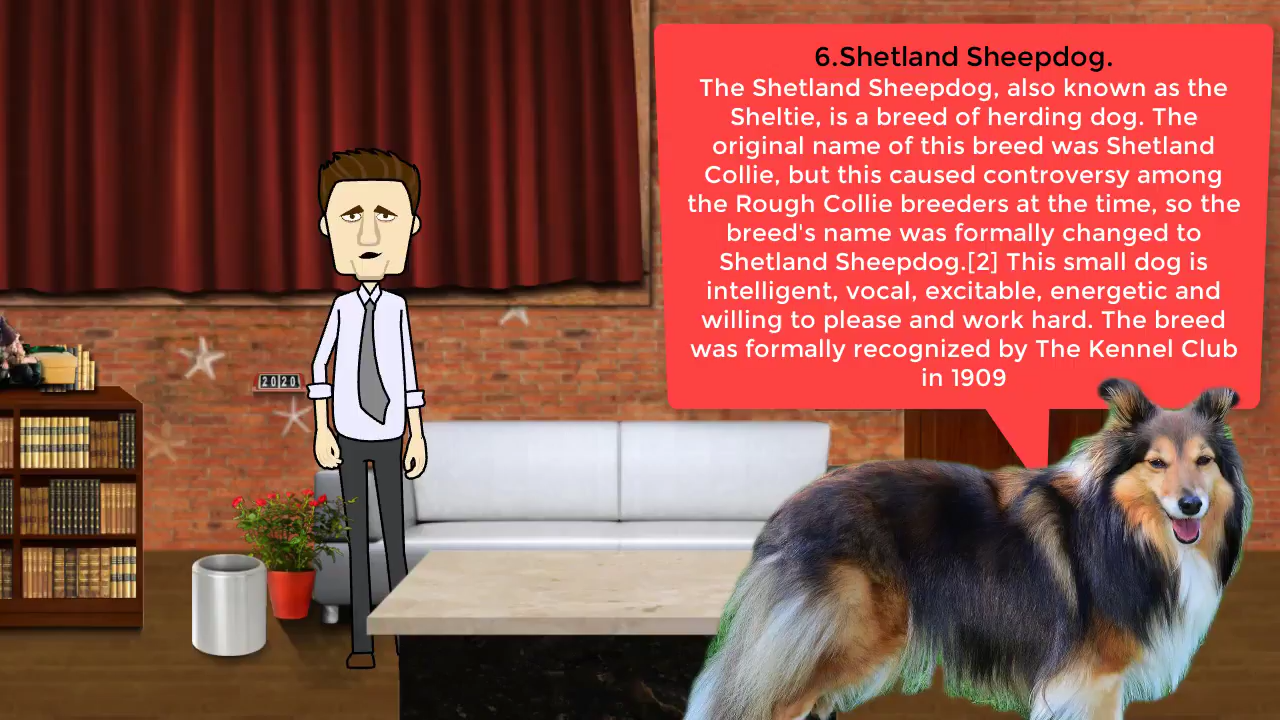 6.Shetland Sheepdog.
The Shetland Sheepdog, also known as the
Sheltie, is a breed of herding dog. The
original name of this breed was Shetland
Collie, but this caused controversy among
the Rough Collie breeders at the time, so the
breed's name was formally changed to
Shetland Sheepdog.[2] This small dog is
intelligent, vocal, excitable, energetic and
willing to please and work hard. The breed
was formally recognized by The Kennel Club
in 1909
2020